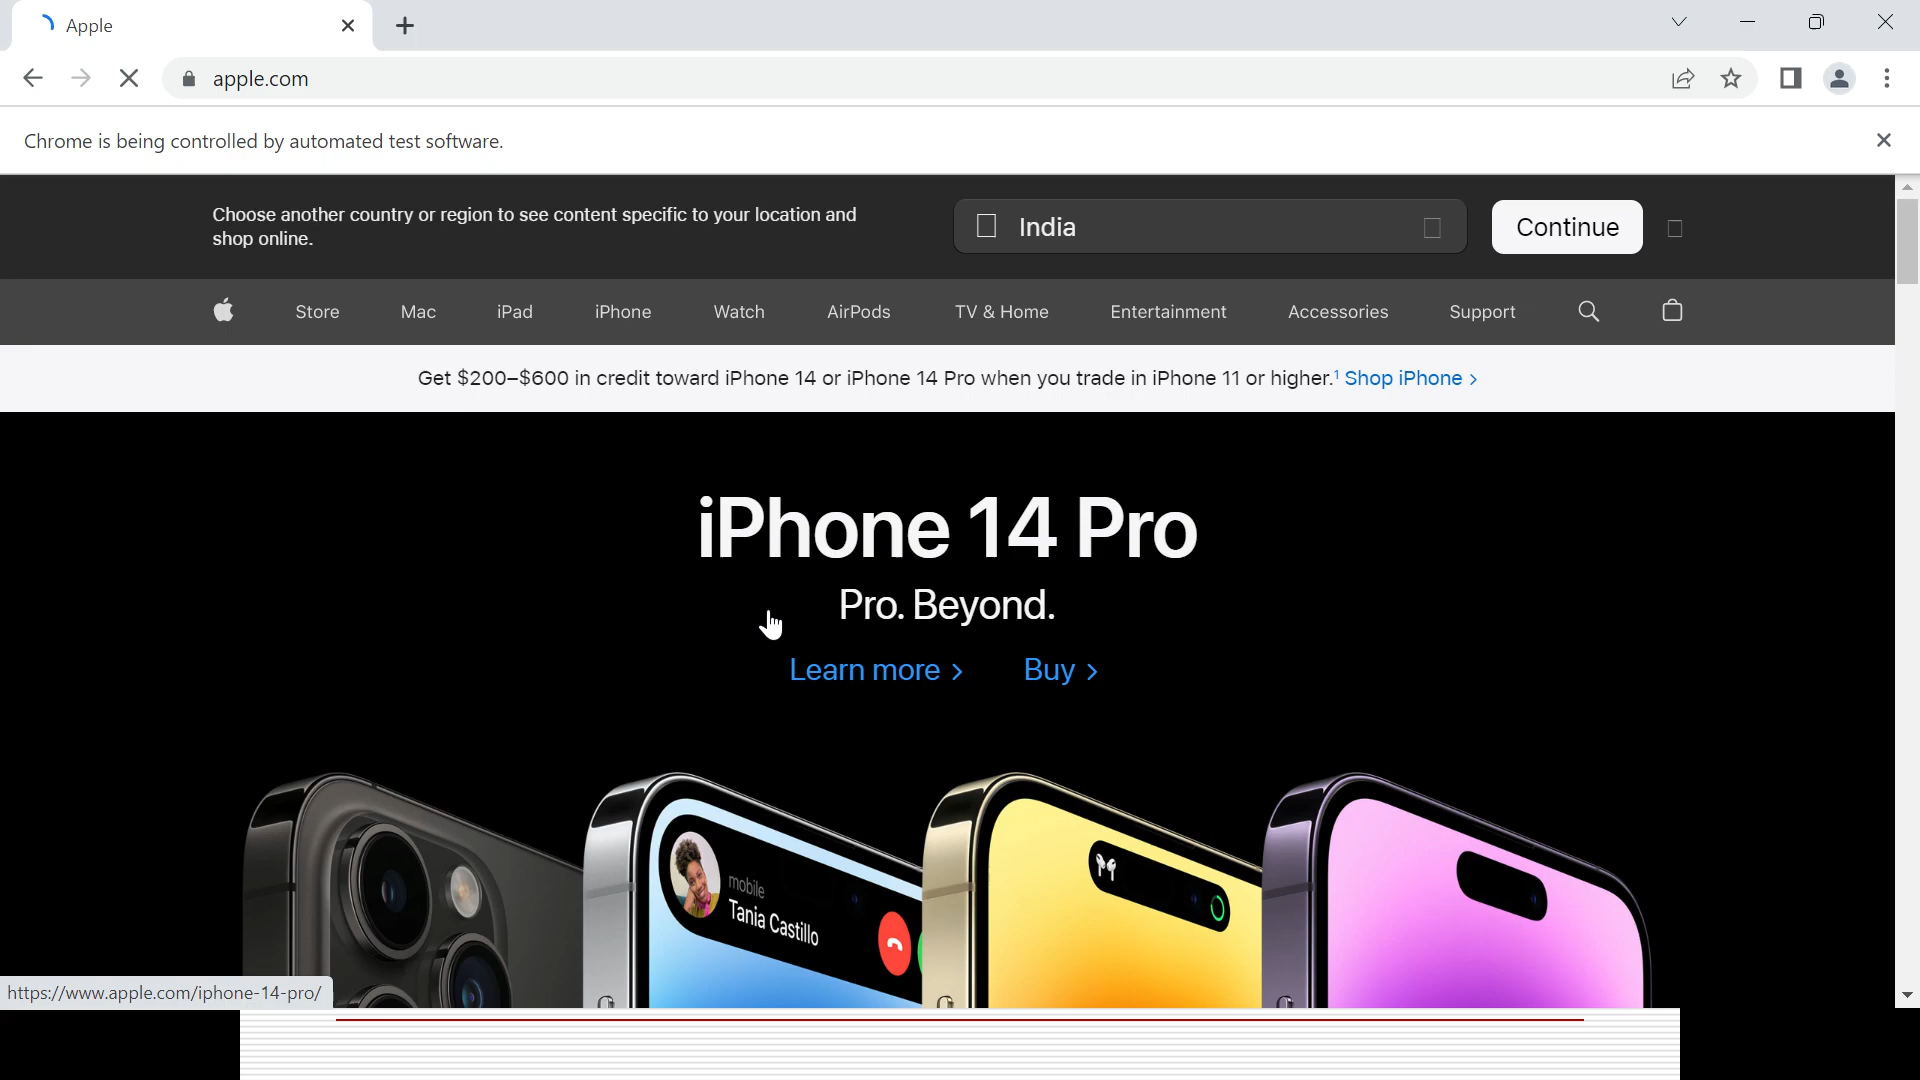 Apple
apple.com
Chrome is being controlled by automated test software.
Choose another country or region to see content specific to your location and
shop online.
India
Continue
Store Mac iPad iPhone Watch AirPods TV & Home Entertainment Accessories Support
Get $200–$600 in credit toward iPhone 14 or iPhone 14 Pro when you trade in iPhone 11 or higher.¹ Shop iPhone >
iPhone 14 Pro
Pro. Beyond.
Learn more > Buy >
mobile
Tania Castillo
https://www.apple.com/iphone-14-pro/